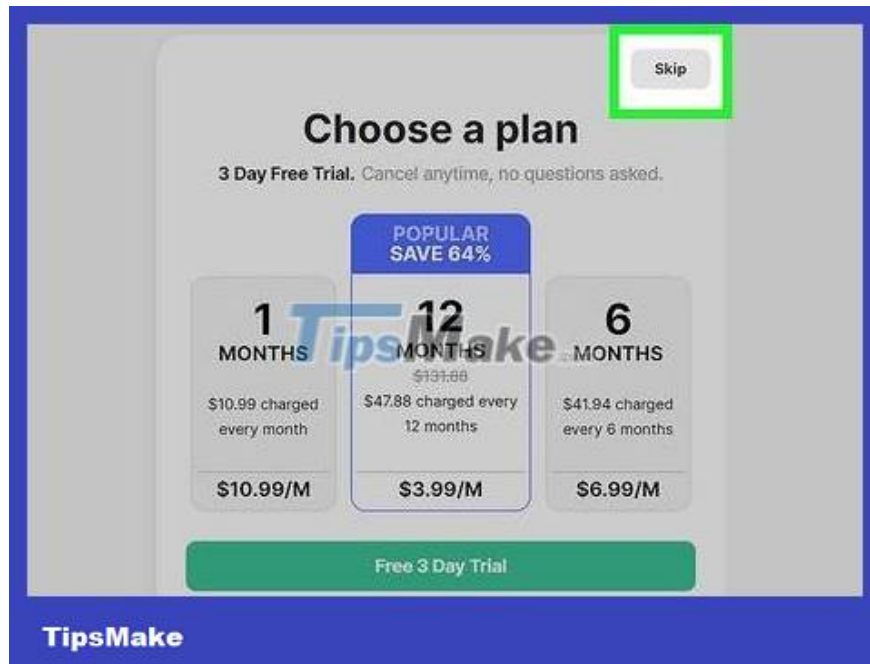 Skip
Choose a plan
3 Day Free Trial. Cancel anytime, no questions asked.
POPULAR
SAVE 64%
1
MONTHS
$10.99 charged
every month
$10.99/M
12
MONTHS
$131.88
$47.88 charged every
12 months
$3.99/M
6
MONTHS
$41.94 charged
every 6 months
$6.99/M
TipsMake
Free 3 Day Trial
TipsMake